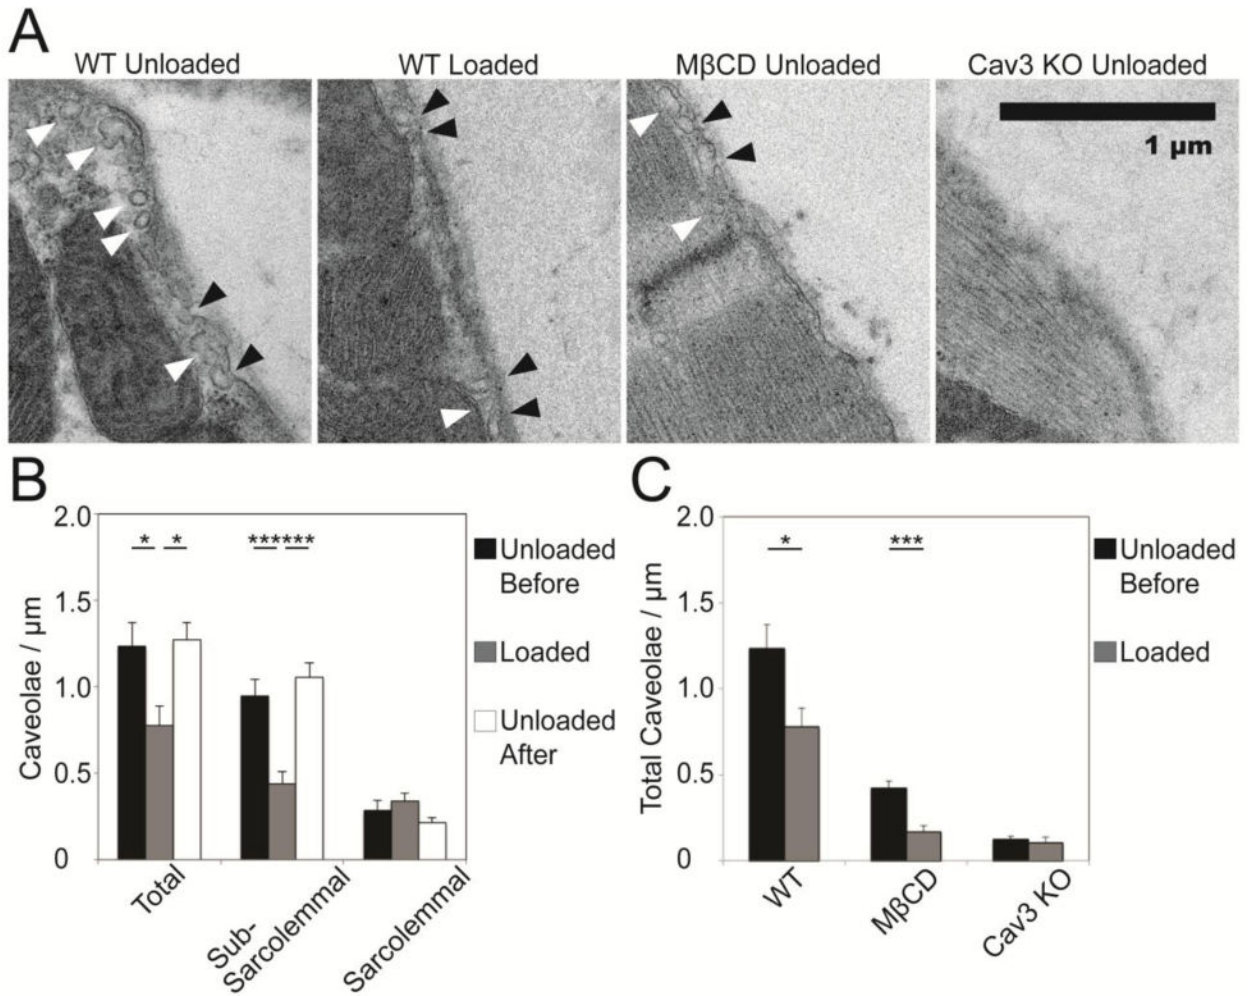 A
WT Unloaded
WT Loaded
MβCD Unloaded
Cav3 KO Unloaded
1 µm
B
2.0
1.5
1.0
0.5
0
Caveolae / µm
* *
*** ***
Total
Sub-
Sarcolemmal
Sarcolemmal
Unloaded
Before
Loaded
Unloaded
After
C
2.0
1.5
1.0
0.5
0
Total Caveolae / µm
*
***
WT
MβCD
Cav3 KO
Unloaded
Before
Loaded